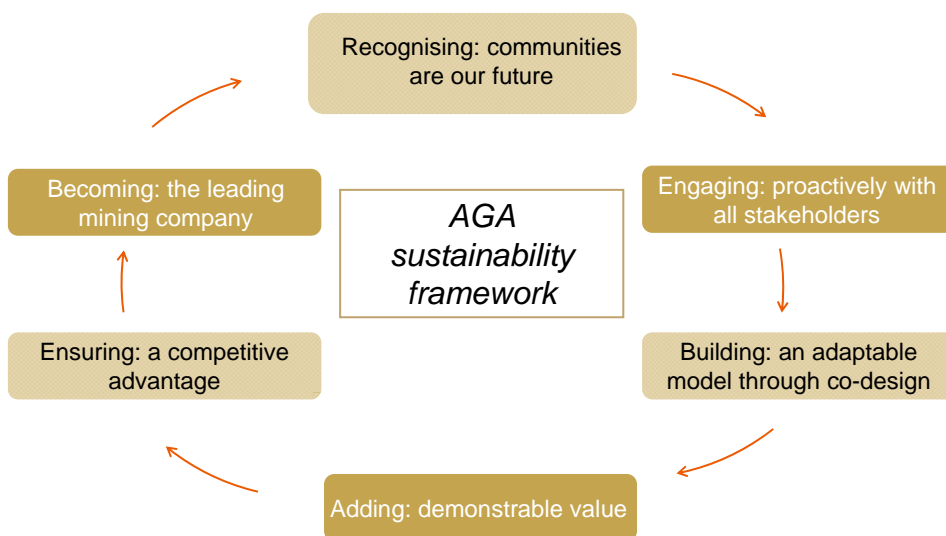 Recognising: communities
are our future
Engaging: proactively with
all stakeholders
Building: an adaptable
model through co-design
Adding: demonstrable value
Ensuring: a competitive
advantage
Becoming: the leading
mining company
AGA
sustainability
framework